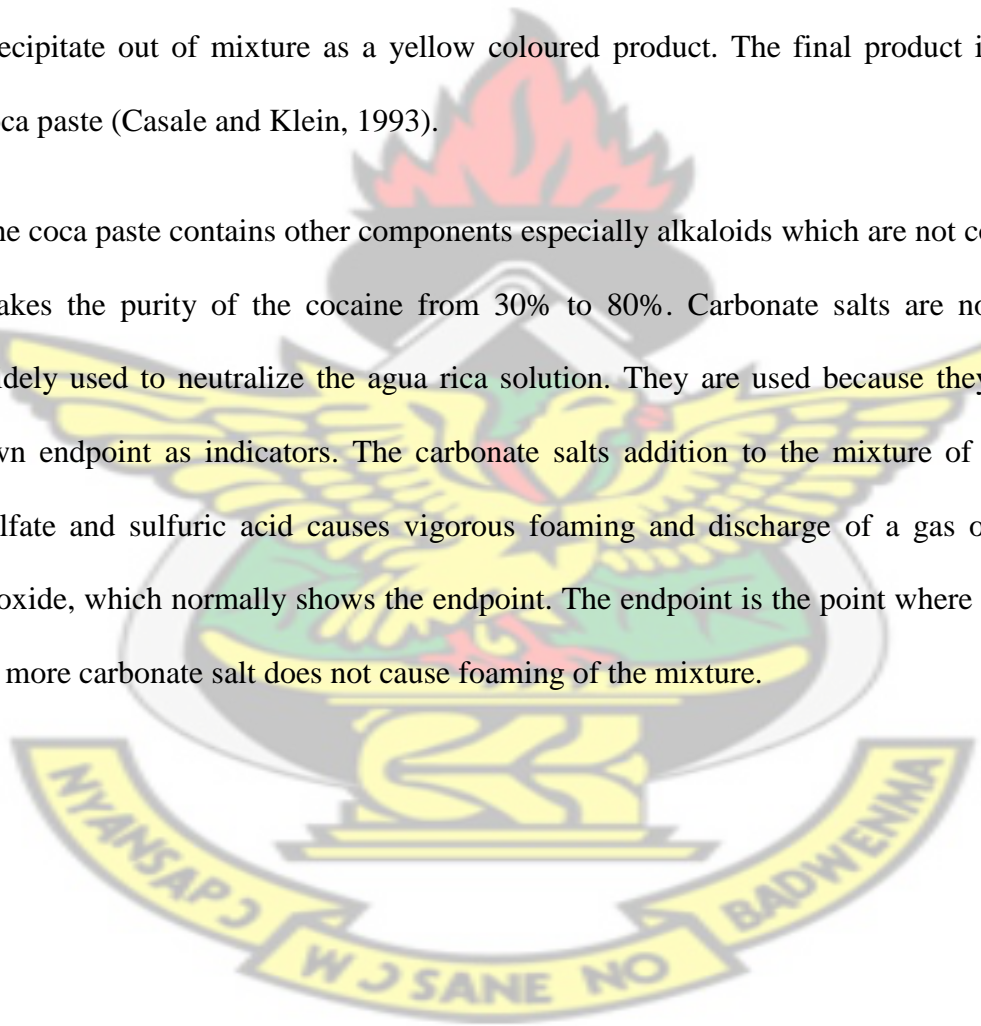 ecipitate out of mixture as a yellow coloured product. The final product i
ca paste (Casale and Klein, 1993).
ne coca paste contains other components especially alkaloids which are not c
akes the purity of the cocaine from 30% to 80%. Carbonate salts are no
idely used to neutralize the agua rica solution. They are used because they
wn endpoint as indicators. The carbonate salts addition to the mixture of
lfate and sulfuric acid causes vigorous foaming and discharge of a gas o
oxide, which normally shows the endpoint. The endpoint is the point where
more carbonate salt does not cause foaming of the mixture.
NYANSAPƆ
WƆSANE NO
BADWENMA